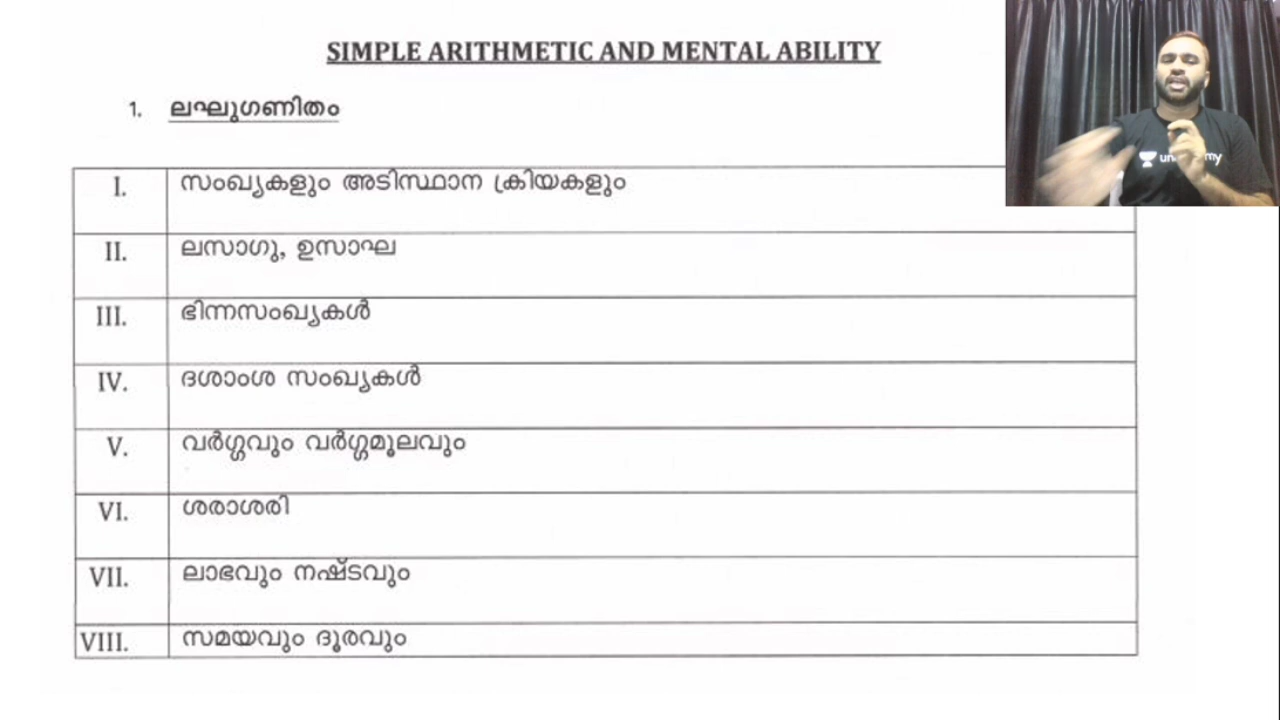 SIMPLE ARITHMETIC AND MENTAL ABILITY
1. ലഘുഗണിതം
I. സംഖ്യകളും അടിസ്ഥാന ക്രിയകളും
II. ലസാഗു, ഉസാഘ
III. ഭിന്നസംഖ്യകൾ
IV. ദശാംശ സംഖ്യകൾ
V. വർഗ്ഗവും വർഗ്ഗമൂലവും
VI. ശരാശരി
VII. ലാഭവും നഷ്ടവും
VIII. സമയവും ദൂരവും